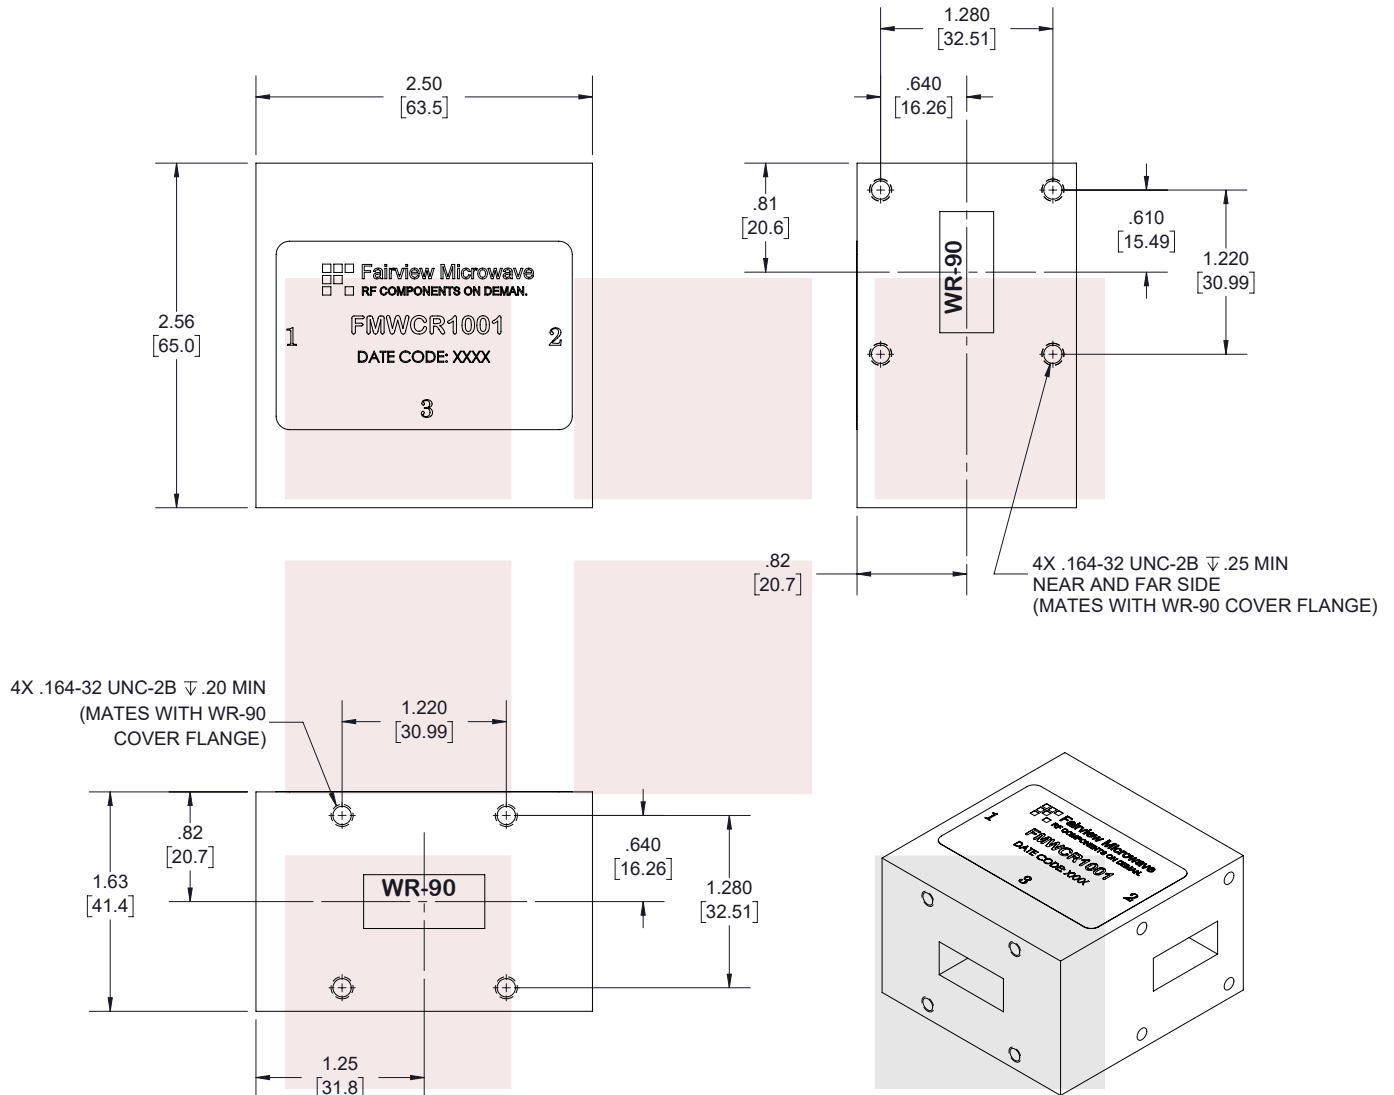 1.280
[32.51]
2.50
[63.5]
.640
[16.26]
.81
[20.6]
.610
[15.49]
1.220
[30.99]
WR-90
Fairview Microwave
RF COMPONENTS ON DEMAN.
FMWCR1001
DATE CODE: XXXX
1
2
3
2.56
[65.0]
.82
[20.7]
4X .164-32 UNC-2B ↧ .25 MIN
NEAR AND FAR SIDE
(MATES WITH WR-90 COVER FLANGE)
4X .164-32 UNC-2B ↧ .20 MIN
(MATES WITH WR-90
COVER FLANGE)
1.220
[30.99]
.82
[20.7]
1.63
[41.4]
WR-90
.640
[16.26]
1.280
[32.51]
1.25
[31.8]
Fairview Microwave
RF COMPONENTS ON DEMAN.
FMWCR1001
DATE CODE: XXXX
1
2
3